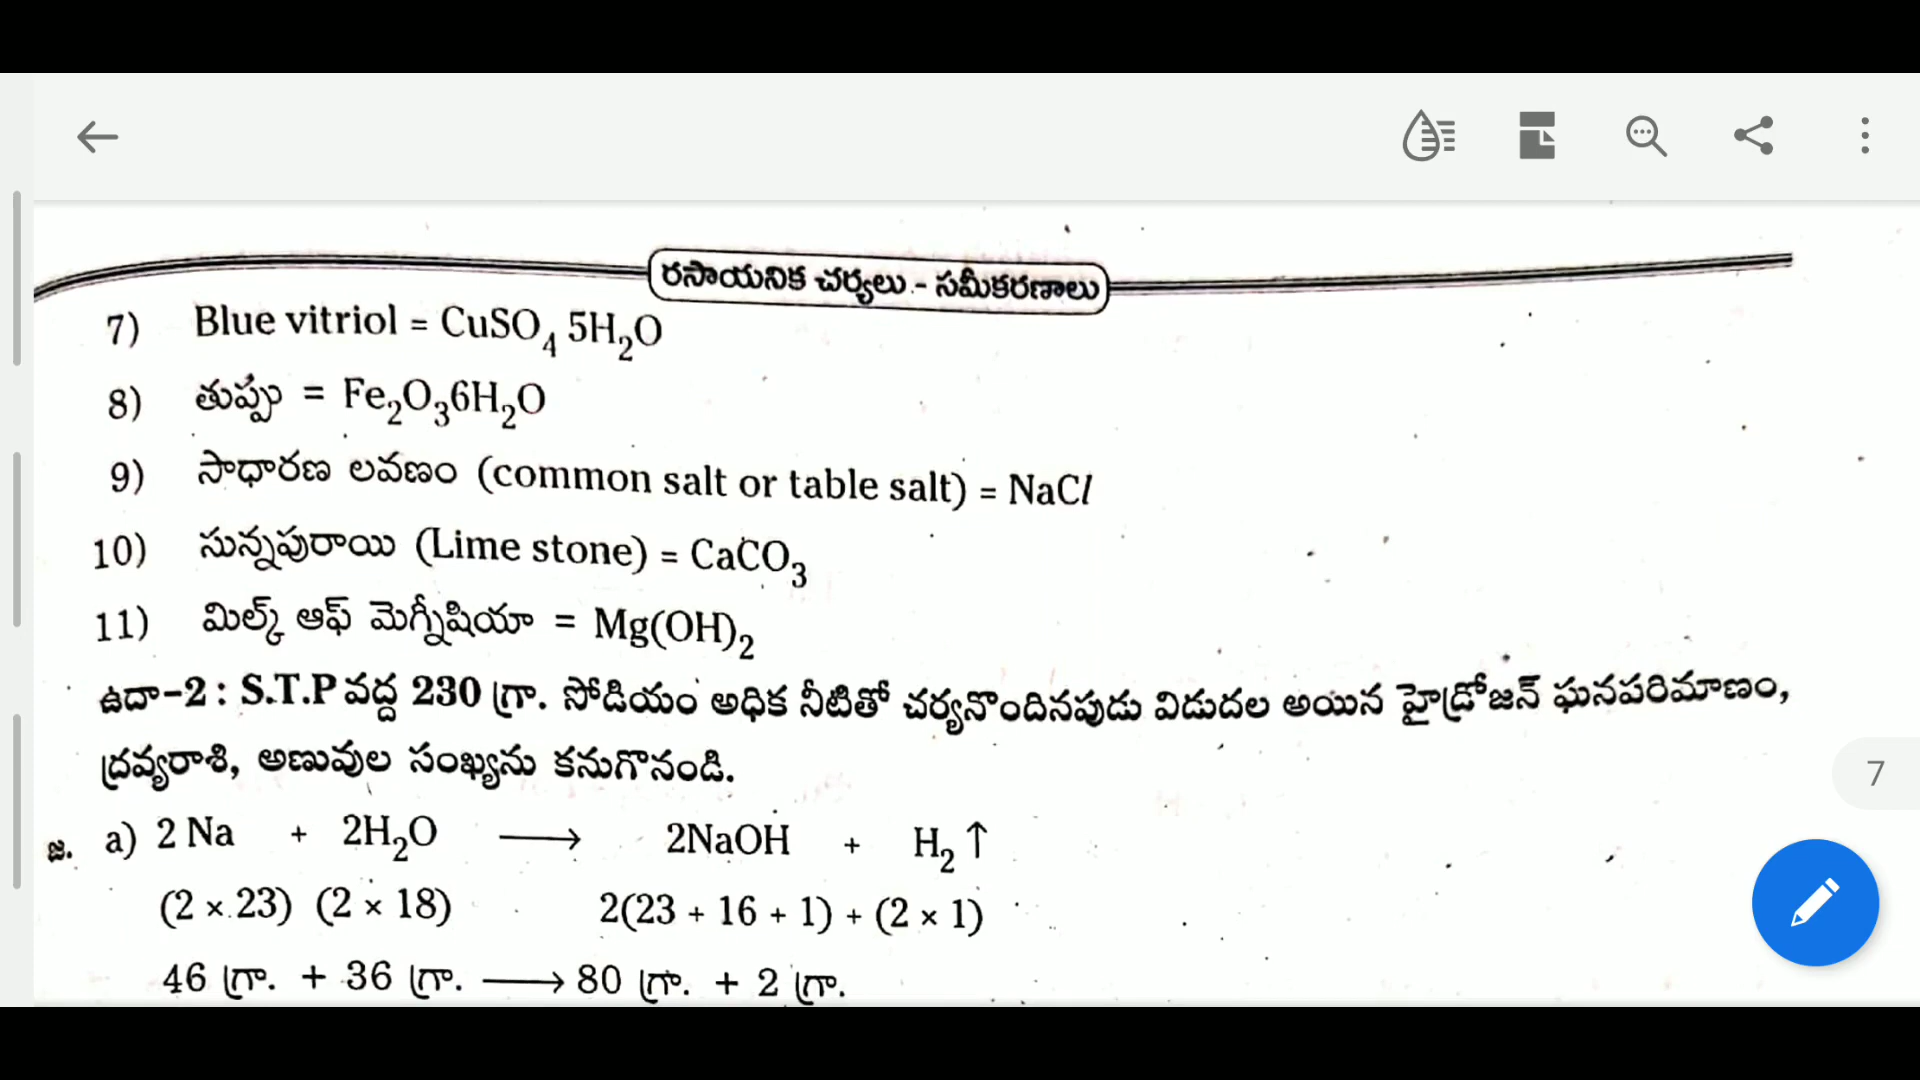 రసాయనిక చర్యలు - సమీకరణాలు
7) Blue vitriol = CuSO₄ 5H₂O
8) తుప్పు = Fe₂O₃6H₂O
9) సాధారణ లవణం (common salt or table salt) = NaCl
10) సున్నపురాయి (Lime stone) = CaCO₃
11) మిల్క్ ఆఫ్ మెగ్నీషియా = Mg(OH)₂
ఉదా-2 : S.T.P వద్ద 230 గ్రా. సోడియం అధిక నీటితో చర్యనొందినపుడు విడుదల అయిన హైడ్రోజన్ ఘనపరిమాణం,
ద్రవ్యరాశి, అణువుల సంఖ్యను కనుగొనండి.
7
జ. a) 2 Na + 2H₂O ⟶ 2NaOH + H₂ ↑
(2 × 23) (2 × 18) 2(23 + 16 + 1) + (2 × 1)
46 గ్రా. + 36 గ్రా. ⟶ 80 గ్రా. + 2 గ్రా.